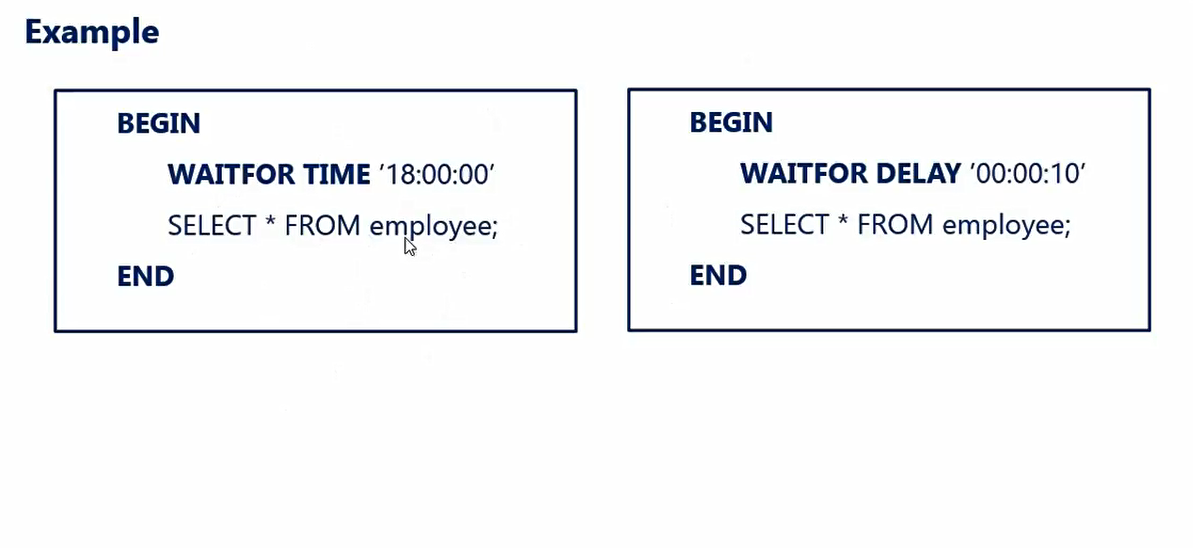 Example
BEGIN
WAITFOR TIME ‘18:00:00’
SELECT * FROM employee;
END
BEGIN
WAITFOR DELAY ‘00:00:10’
SELECT * FROM employee;
END